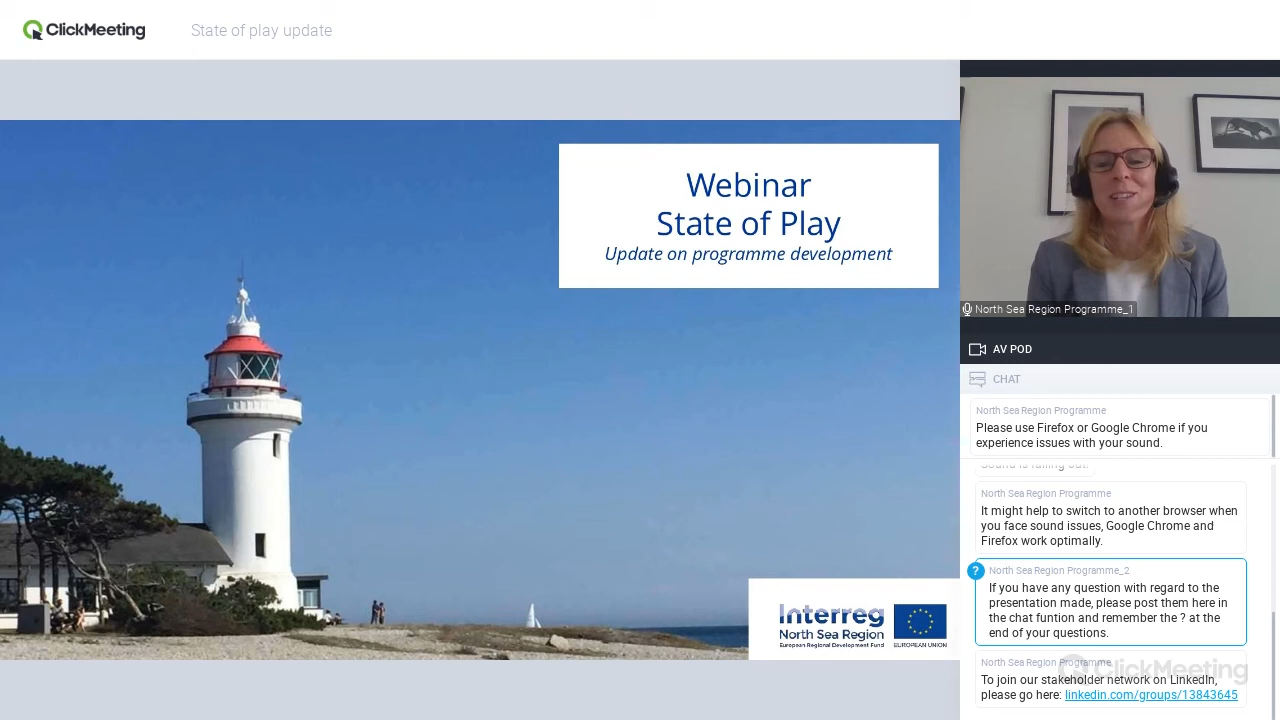 ClickMeeting
State of play update
Webinar
State of Play
Update on programme development
Interreg
North Sea Region
European Regional Development Fund
EUROPEAN UNION
North Sea Region Programme_1
AV POD
CHAT
North Sea Region Programme
Please use Firefox or Google Chrome if you
experience issues with your sound.
Sound is falling out!
North Sea Region Programme
It might help to switch to another browser when
you face sound issues, Google Chrome and
Firefox work optimally.
?
North Sea Region Programme_2
If you have any question with regard to the
presentation made, please post them here in
the chat funtion and remember the ? at the
end of your questions.
North Sea Region Programme
To join our stakeholder network on LinkedIn,
please go here: linkedin.com/groups/13843645
ClickMeeting